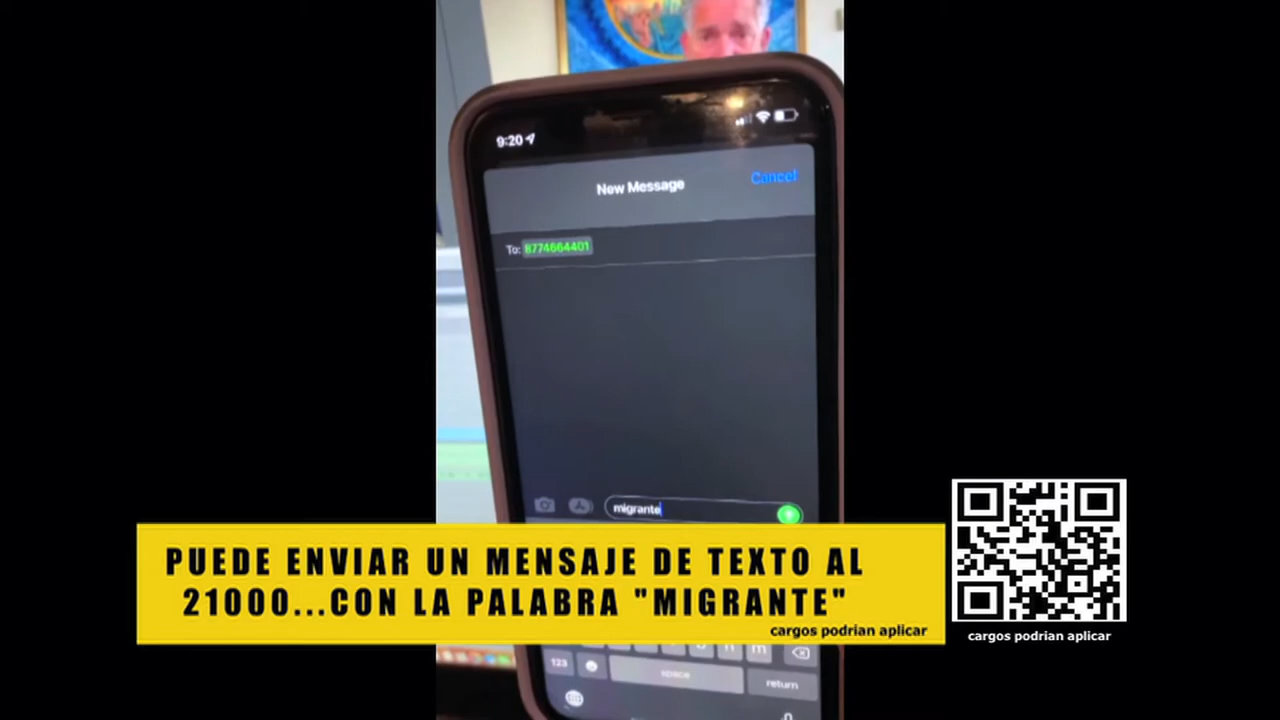 9:20
New Message
Cancel
To: 8774664401
migrante
PUEDE ENVIAR UN MENSAJE DE TEXTO AL
21000...CON LA PALABRA "MIGRANTE"
cargos podrian aplicar
cargos podrian aplicar
n m
123
space
return